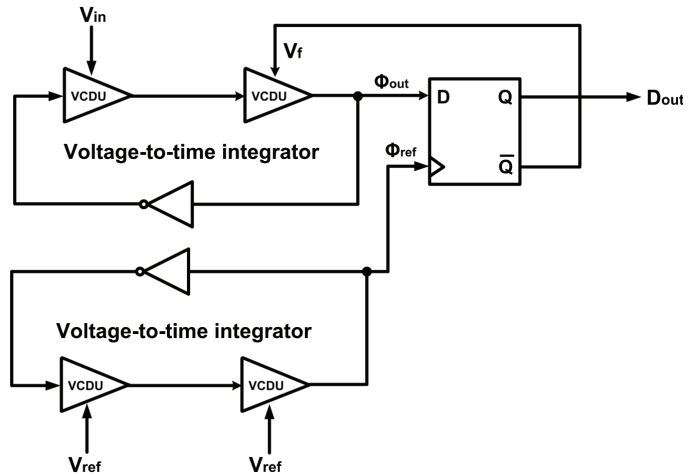 Vin
Vf
VCDU
VCDU
Φout
D
Q
Dout
Voltage-to-time integrator
Φref
Q̅
Voltage-to-time integrator
VCDU
VCDU
Vref
Vref